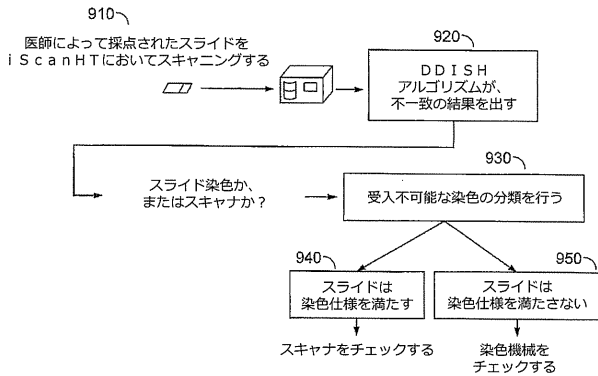 910
医師によって採点されたスライドを
iScanHTにおいてスキャニングする
920
DDISH
アルゴリズムが、
不一致の結果を出す
スライド染色か、
またはスキャナか?
930
受入不可能な染色の分類を行う
940
スライドは
染色仕様を満たす
スキャナをチェックする
950
スライドは
染色仕様を満たさない
染色機械を
チェックする